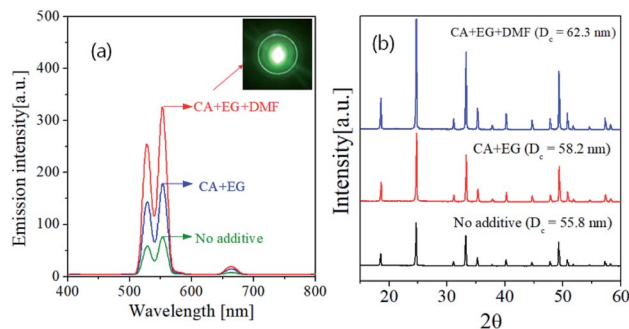 (a)
CA+EG+DMF
CA+EG
No additive
Emission intensity[a.u.]
500
400
300
200
100
0
400 500 600 700 800
Wavelength [nm]
(b)
CA+EG+DMF (Dc = 62.3 nm)
CA+EG (Dc = 58.2 nm)
No additive (Dc = 55.8 nm)
Intensity[a.u.]
20 30 40 50 60
2θ